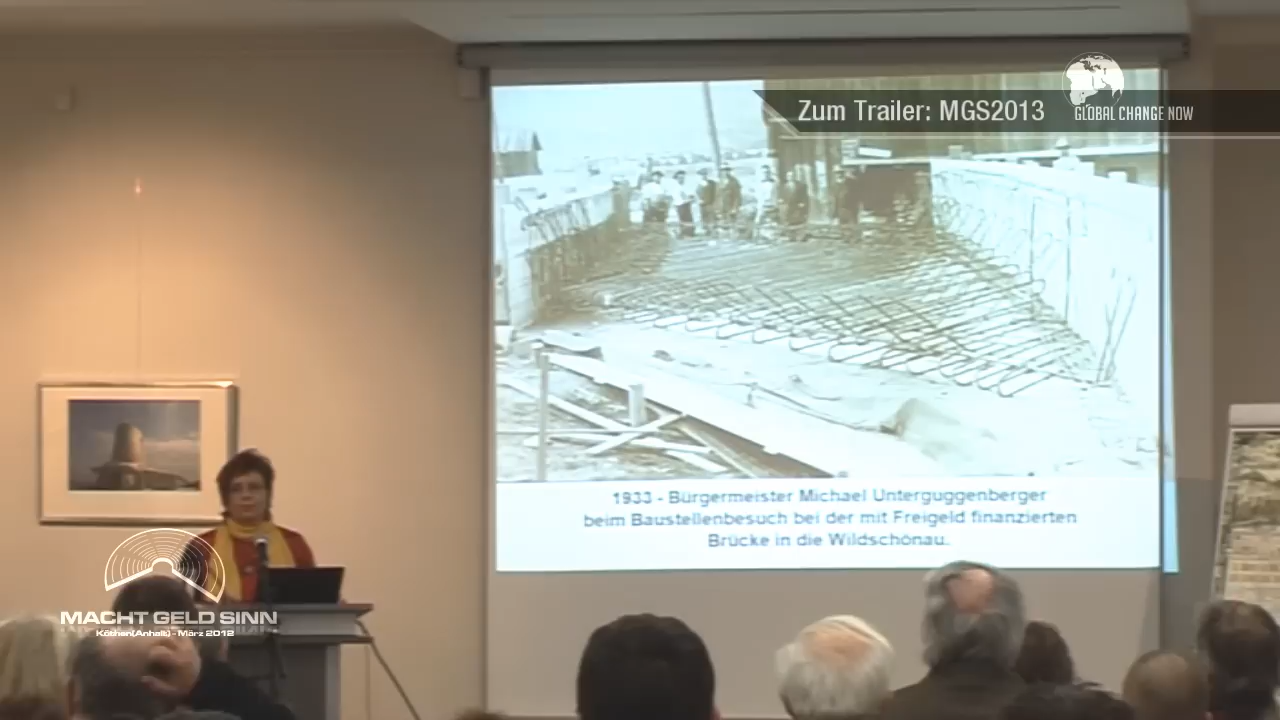 Zum Trailer: MGS2013
GLOBAL CHANGE NOW
1933 - Bürgermeister Michael Unterguggenberger
beim Baustellenbesuch bei der mit Freigeld finanzierten
Brücke in die Wildschönau.
MACHT GELD SINN
Köthen(Anhalt) - März 2012